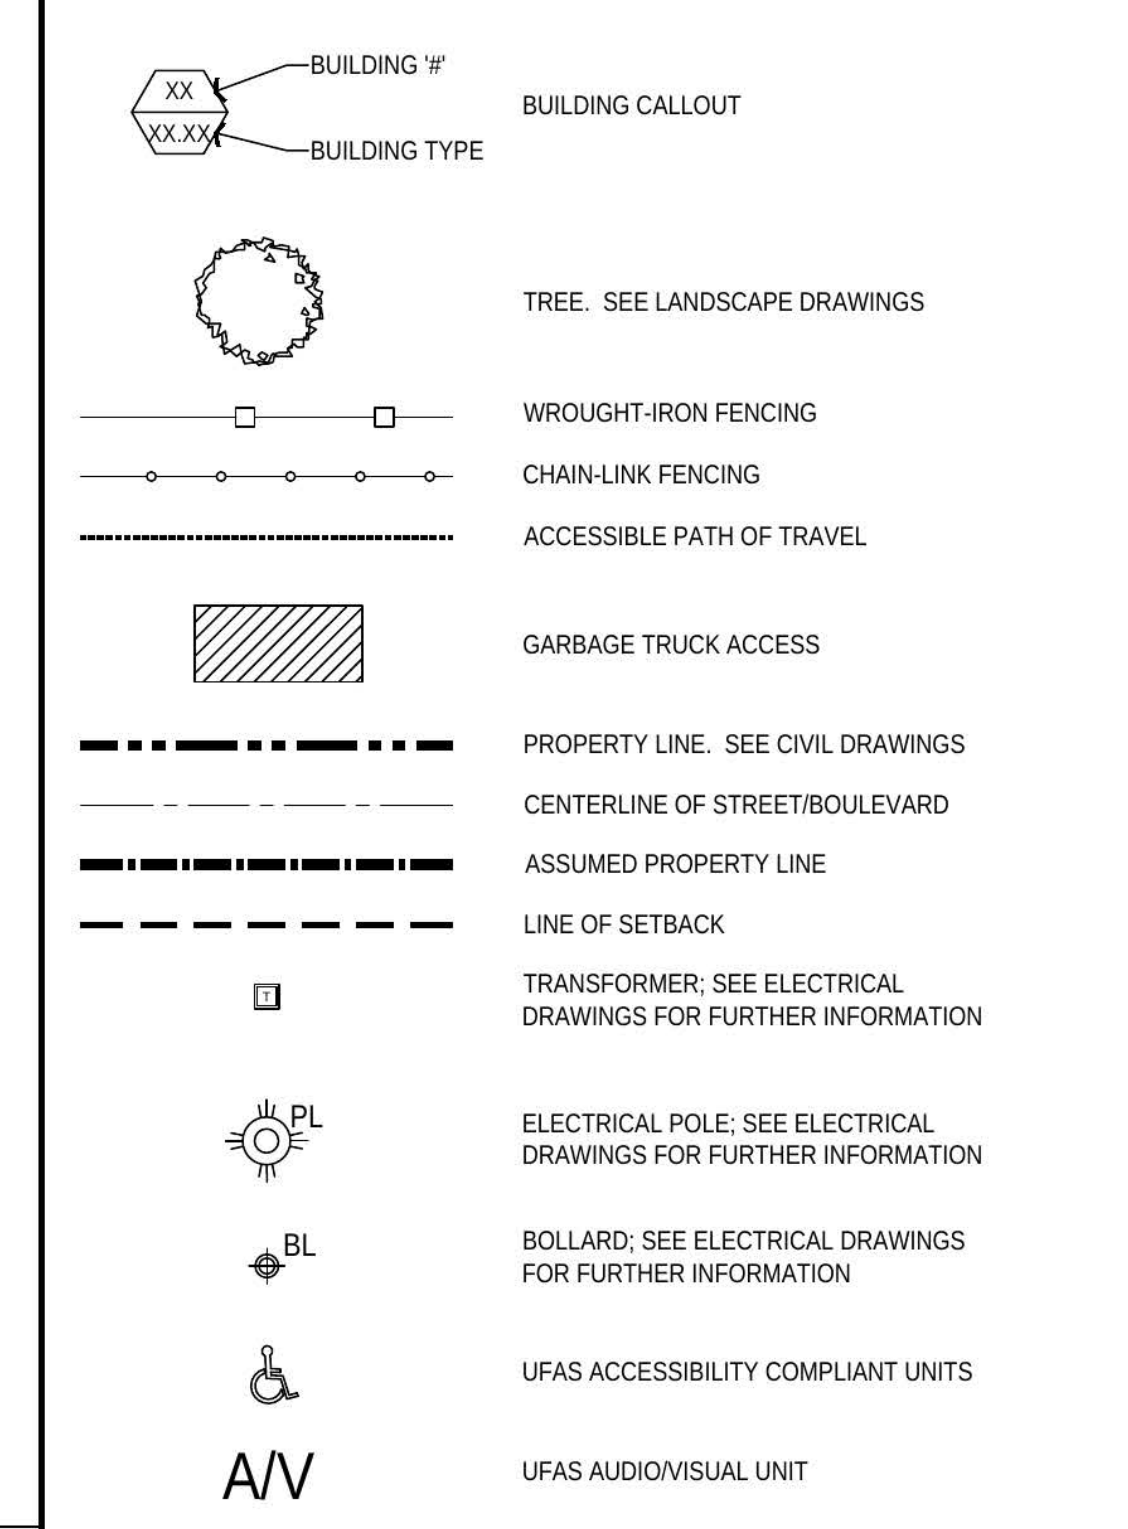 XX
BUILDING '#'
BUILDING CALLOUT
XX.XX
BUILDING TYPE
TREE.  SEE LANDSCAPE DRAWINGS
WROUGHT-IRON FENCING
CHAIN-LINK FENCING
ACCESSIBLE PATH OF TRAVEL
GARBAGE TRUCK ACCESS
PROPERTY LINE.  SEE CIVIL DRAWINGS
CENTERLINE OF STREET/BOULEVARD
ASSUMED PROPERTY LINE
LINE OF SETBACK
T
TRANSFORMER; SEE ELECTRICAL
DRAWINGS FOR FURTHER INFORMATION
PL
ELECTRICAL POLE; SEE ELECTRICAL
DRAWINGS FOR FURTHER INFORMATION
BL
BOLLARD; SEE ELECTRICAL DRAWINGS
FOR FURTHER INFORMATION
UFAS ACCESSIBILITY COMPLIANT UNITS
A/V
UFAS AUDIO/VISUAL UNIT